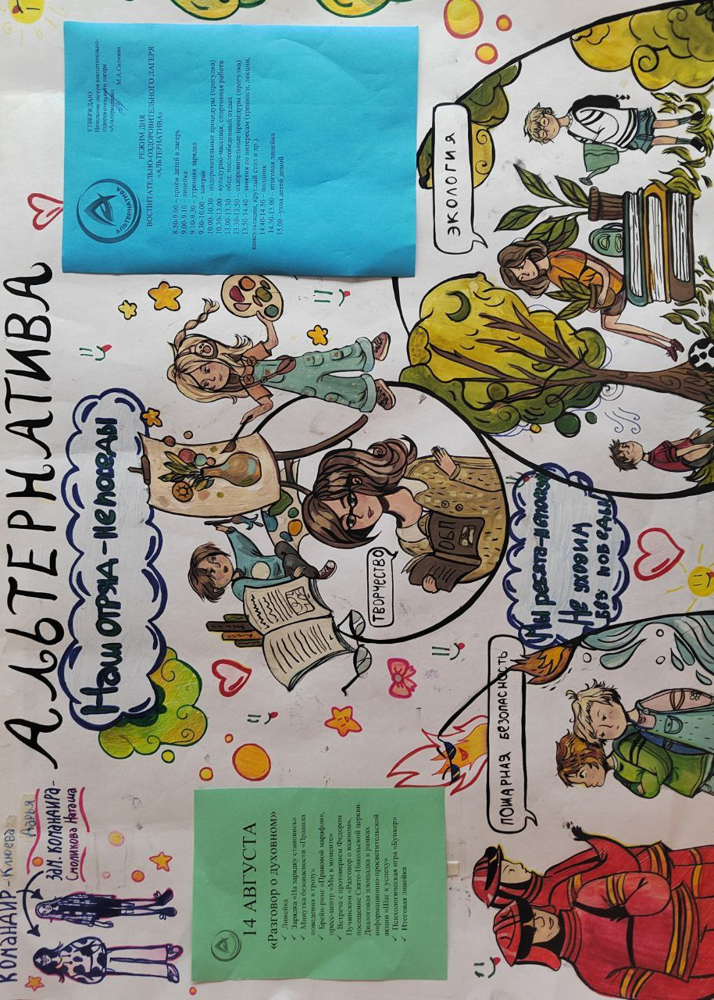 АЛЬТЕРНАТИВА
КОМАНДИР-Клюева
Дарья
ЗАМ. КОМАНДИРА-
Смоликова Наташа
Наш отряд -непоседы
УТВЕРЖДАЮ
Начальник лагеря воспитательно-
оздоровительного лагеря
«Альтернатива»
М.А.Силкина
АЛЬТЕРНАТИВА
РЕЖИМ ДНЯ
ВОСПИТАТЕЛЬНО-ОЗДОРОВИТЕЛЬНОГО ЛАГЕРЯ
«АЛЬТЕРНАТИВА»
8.50-9.00 – приём детей в лагерь
9.00-9.10 – линейка
9.10-9.30 – утренняя зарядка
9.30-10.00 – завтрак
10.00-10.30 – оздоровительные процедуры (прогулка)
10.30-13.00 – культурно-массовая, спортивная работа
13.00-13.30 – обед, послеобеденный отдых
13.30-13.50 – оздоровительные процедуры (прогулка)
13.50-14.40 – занятия по интересам (тренинги, лекции,
консультации, круглый стол и др.)
14.40-14.50 – полдник
14.50-15.00 – итоговая линейка
15.00 –уход детей домой
14 АВГУСТА
«Разговор о духовном»
✓ Линейка
✓ Зарядка «На зарядку становись»
✓ Минутка безопасности «Правила
поведения в грозу»
✓ Брейн-ринг «Правовой марафон»,
пресс-центр «Мы в моменте»
✓ Встреча с протоиереем Федором
Пучинским «Разговор о важном»,
посещение Свято-Никольской церкви.
Диалоговая площадка в рамках
информационно-просветительской
акции «Шаг к успеху»
✓ Психологическая игра «Бункер»
✓ Итоговая линейка
ТВОРЧЕСТВО
ОБЛ
ЭКОЛОГИЯ
Мы ребята-непоседы
Не уходим
без победы
ПОЖАРНАЯ БЕЗОПАСНОСТЬ